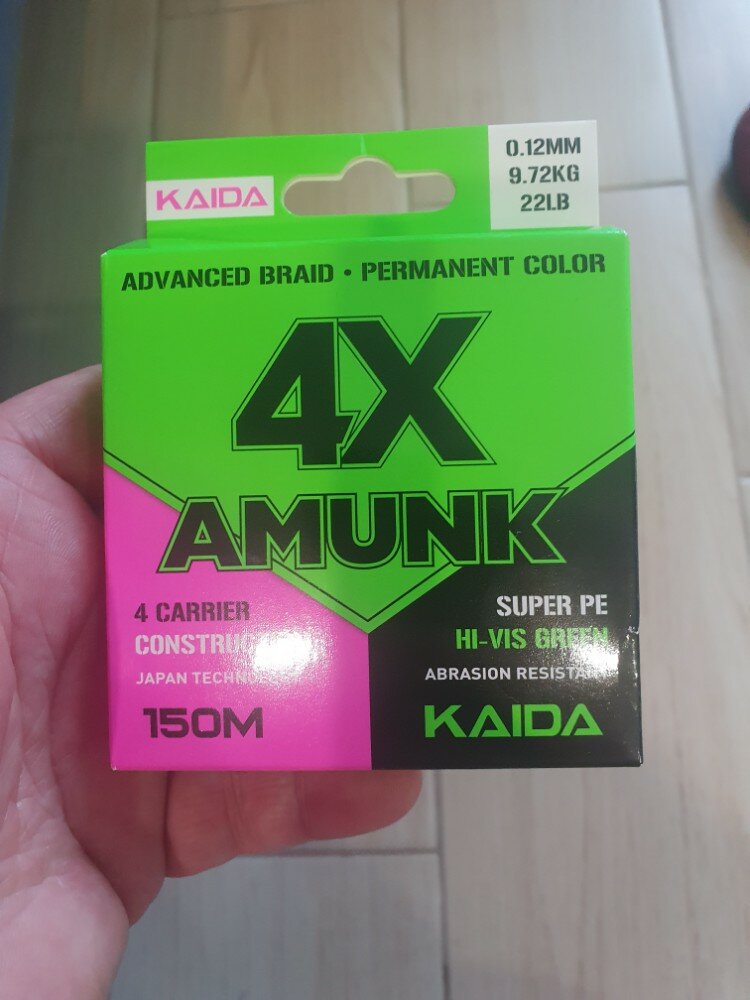 KAIDA
0.12MM
9.72KG
22LB
ADVANCED BRAID • PERMANENT COLOR
4X
AMUNK
4 CARRIER
SUPER PE
HI-VIS GREEN
JAPAN
ABRASION
150M
KAIDA